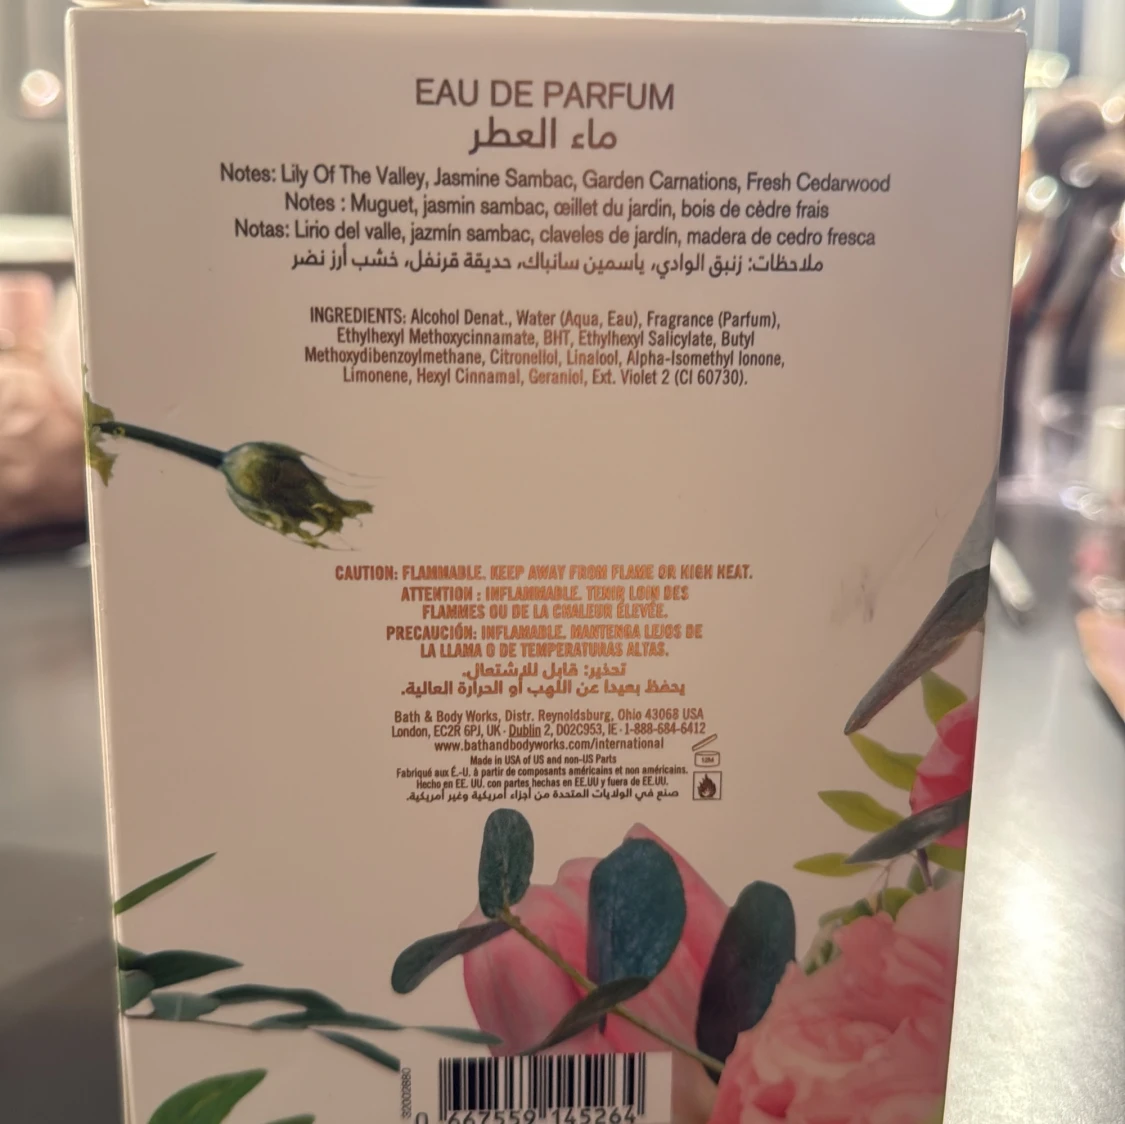 EAU DE PARFUM
ماء العطر
Notes: Lily Of The Valley, Jasmine Sambac, Garden Carnations, Fresh Cedarwood
Notes : Muguet, jasmin sambac, œillet du jardin, bois de cèdre frais
Notas: Lirio del valle, jazmín sambac, claveles de jardín, madera de cedro fresca
ملاحظات: زنبق الوادي، ياسمين سانباك، حديقة قرنفل، خشب أرز نضر
INGREDIENTS: Alcohol Denat., Water (Aqua, Eau), Fragrance (Parfum),
Ethylhexyl Methoxycinnamate, BHT, Ethylhexyl Salicylate, Butyl
Methoxydibenzoylmethane, Citronellol, Linalool, Alpha-Isomethyl Ionone,
Limonene, Hexyl Cinnamal, Geraniol, Ext. Violet 2 (CI 60730).
CAUTION: FLAMMABLE. KEEP AWAY FROM FLAME OR HIGH HEAT.
ATTENTION : INFLAMMABLE. TENIR LOIN DES
FLAMMES OU DE LA CHALEUR ÉLEVÉE.
PRECAUCIÓN: INFLAMABLE. MANTENGA LEJOS DE
LA LLAMA O DE TEMPERATURAS ALTAS.
تحذير: قابل للإشتعال.
يحفظ بعيدا عن اللهب أو الحرارة العالية.
Bath & Body Works, Distr. Reynoldsburg, Ohio 43068 USA
London, EC2R 6PJ, UK · Dublin 2, D02C953, IE · 1-888-684-6412
www.bathandbodyworks.com/international
Made in USA of US and non-US Parts
Fabriqué aux É.-U. à partir de composants américains et non américains.
Hecho en EE. UU. con partes hechas en EE.UU y fuera de EE.UU.
صنع في الولايات المتحدة من أجزاء أمريكية وغير أمريكية.
32002880
0 667559 145264